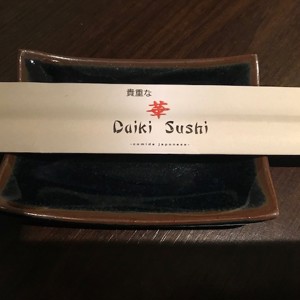 貴重な
華
Daiki Sushi
-comida japonesa-